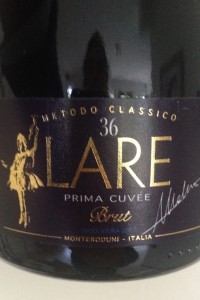 METODO CLASSICO
36
LARE
PRIMA CUVÉE
Brut
MONTERODUNI - ITALIA